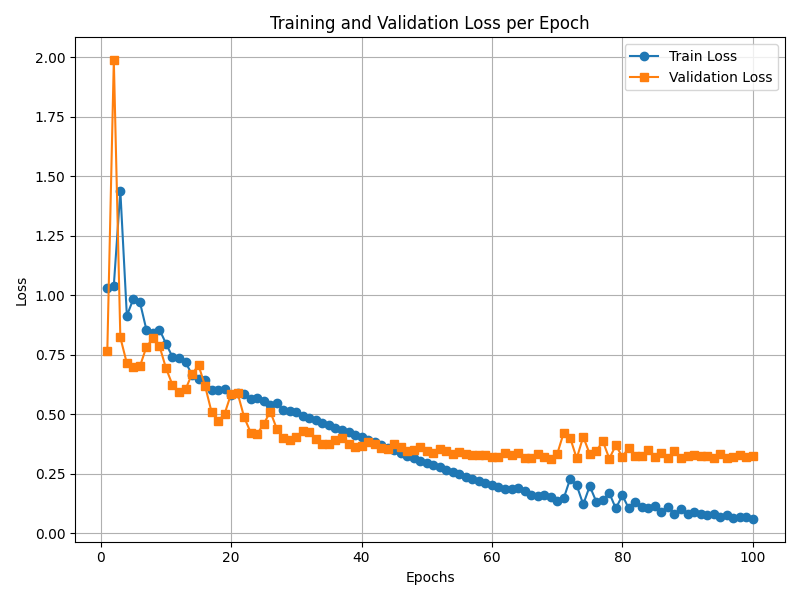 Training and Validation Loss per Epoch
Train Loss
Validation Loss
2.00
1.75
1.50
1.25
1.00
0.75
0.50
0.25
0.00
Loss
0 20 40 60 80 100
Epochs